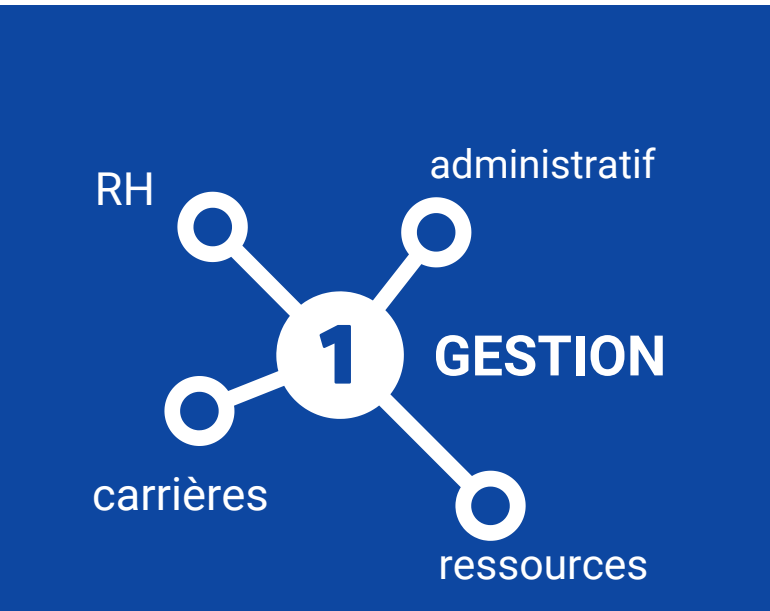 administratif
RH
1
GESTION
carrières
ressources